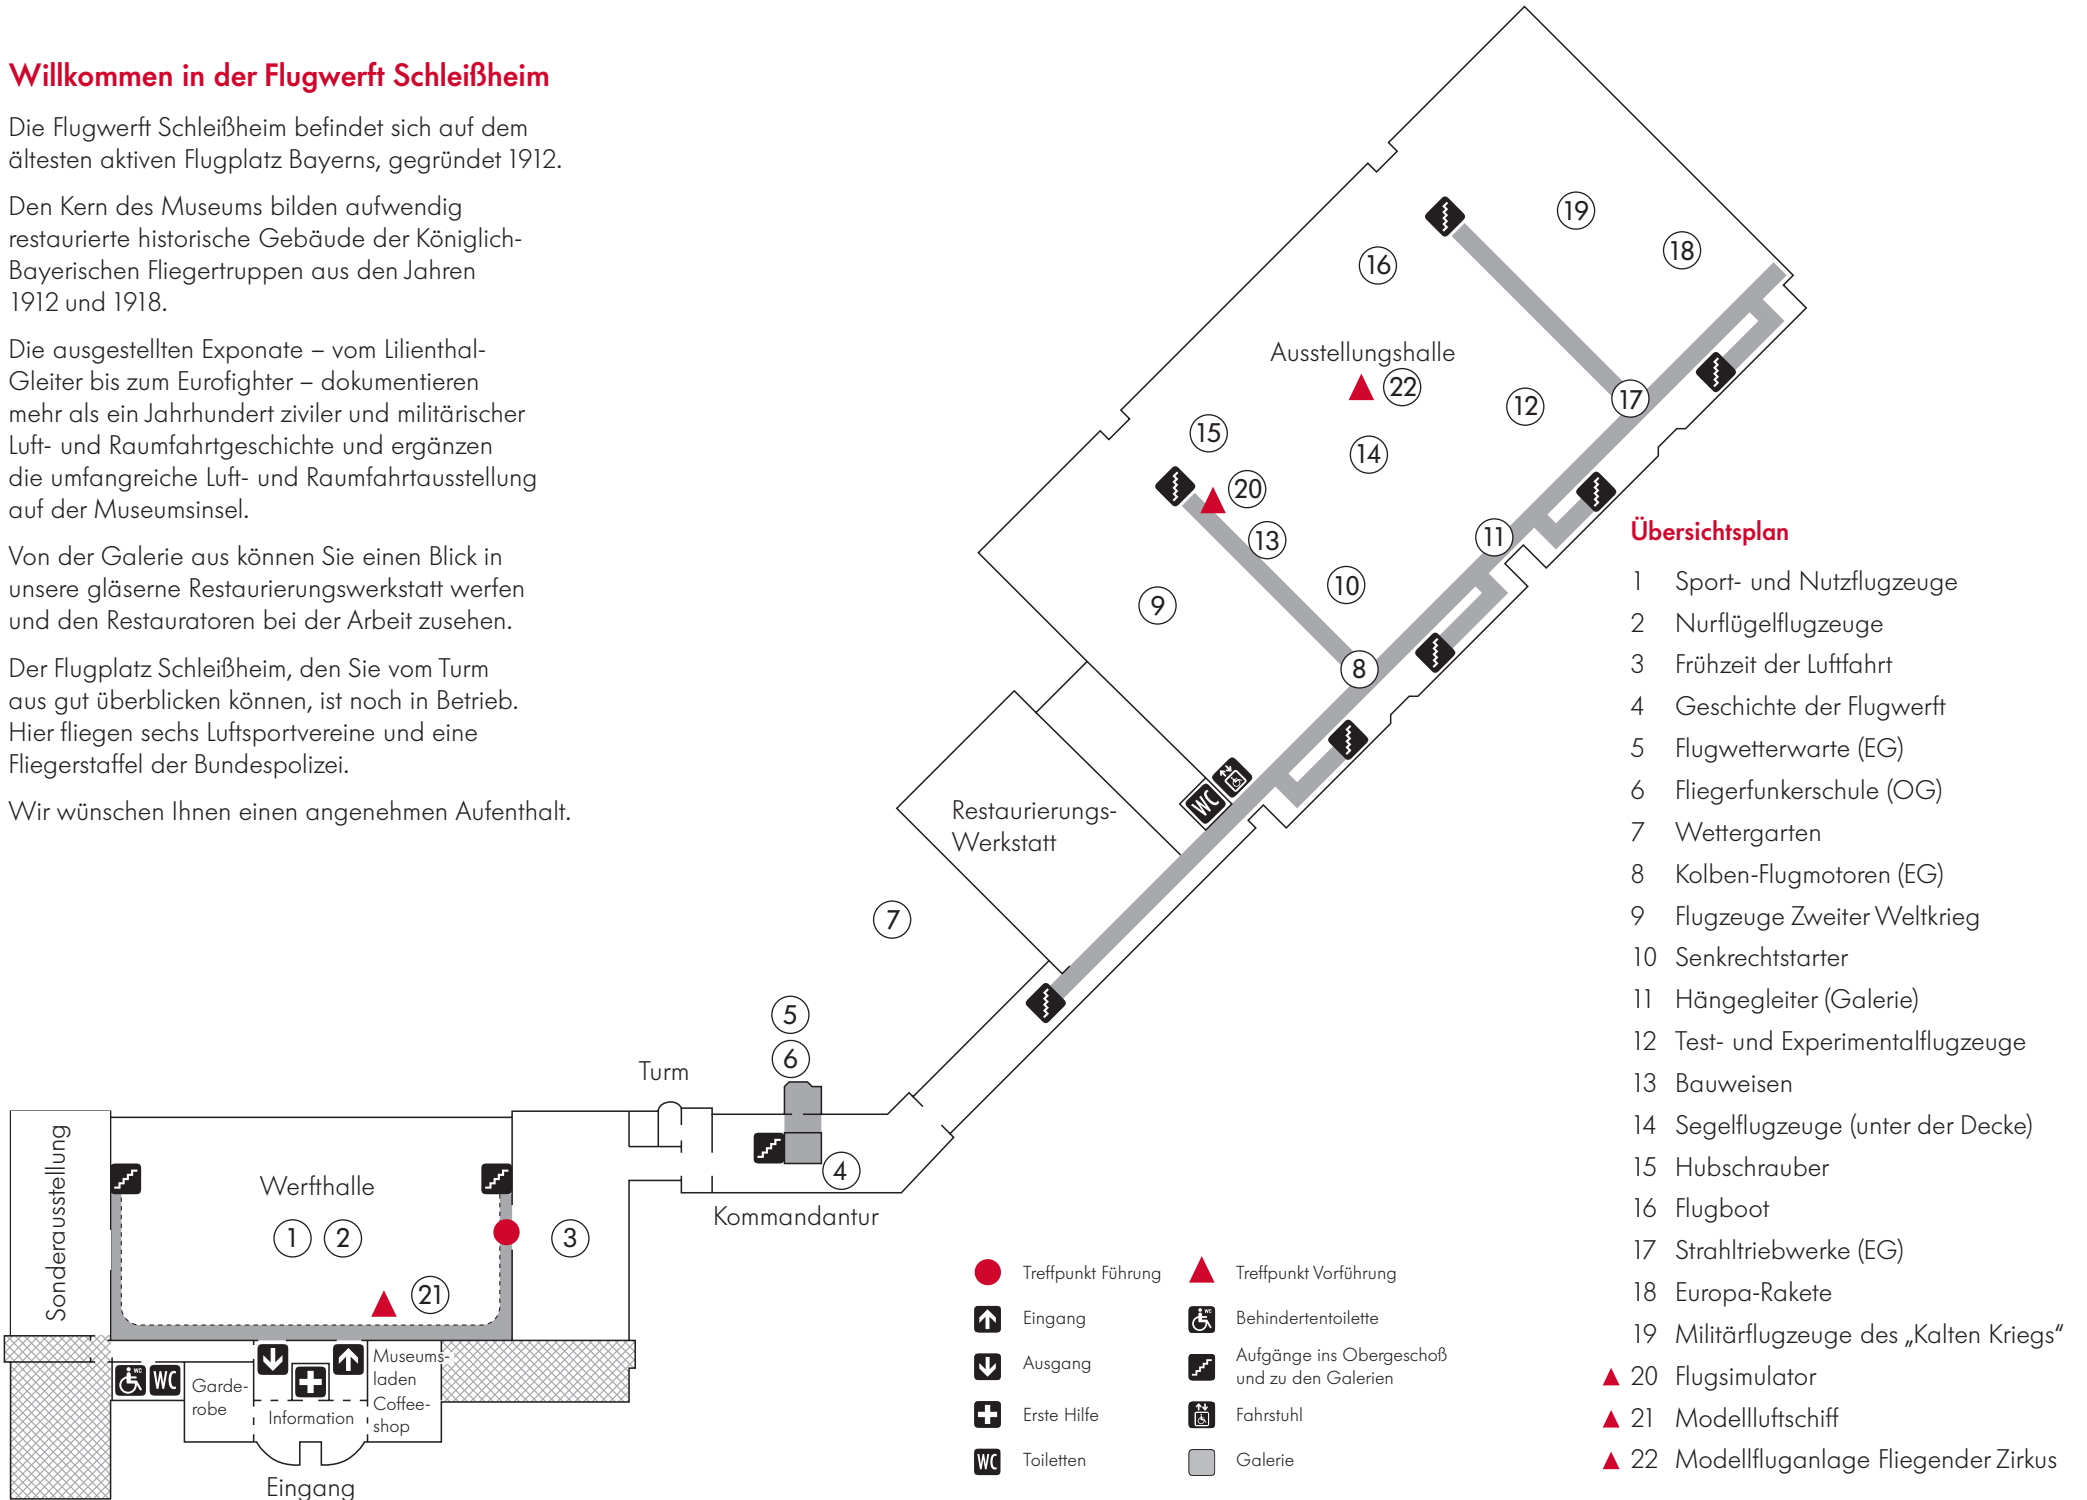 Willkommen in der Flugwerft Schleißheim
Die Flugwerft Schleißheim befindet sich auf dem
ältesten aktiven Flugplatz Bayerns, gegründet 1912.
Den Kern des Museums bilden aufwendig
restaurierte historische Gebäude der Königlich-
Bayerischen Fliegertruppen aus den Jahren
1912 und 1918.
Die ausgestellten Exponate – vom Lilienthal-
Gleiter bis zum Eurofighter – dokumentieren
mehr als ein Jahrhundert ziviler und militärischer
Luft- und Raumfahrtgeschichte und ergänzen
die umfangreiche Luft- und Raumfahrtausstellung
auf der Museumsinsel.
Von der Galerie aus können Sie einen Blick in
unsere gläserne Restaurierungswerkstatt werfen
und den Restauratoren bei der Arbeit zusehen.
Der Flugplatz Schleißheim, den Sie vom Turm
aus gut überblicken können, ist noch in Betrieb.
Hier fliegen sechs Luftsportvereine und eine
Fliegerstaffel der Bundespolizei.
Wir wünschen Ihnen einen angenehmen Aufenthalt.
19
18
16
Ausstellungshalle
22
17
12
15
14
20
11
13
10
9
8
WC
Restaurierungs-
Werkstatt
7
5
6
Turm
4
Kommandantur
Sonderausstellung
Werfthalle
1
2
3
21
WC
WC
Garde-
robe
Information
Museums-
laden
Coffee-
shop
Eingang
Treffpunkt Führung
Eingang
Ausgang
Erste Hilfe
WC
Toiletten
Treffpunkt Vorführung
WC
Behindertentoilette
Aufgänge ins Obergeschoß
und zu den Galerien
Fahrstuhl
Galerie
Übersichtsplan
1 Sport- und Nutzflugzeuge
2 Nurflügelflugzeuge
3 Frühzeit der Luftfahrt
4 Geschichte der Flugwerft
5 Flugwetterwarte (EG)
6 Fliegerfunkerschule (OG)
7 Wettergarten
8 Kolben-Flugmotoren (EG)
9 Flugzeuge Zweiter Weltkrieg
10 Senkrechtstarter
11 Hängegleiter (Galerie)
12 Test- und Experimentalflugzeuge
13 Bauweisen
14 Segelflugzeuge (unter der Decke)
15 Hubschrauber
16 Flugboot
17 Strahltriebwerke (EG)
18 Europa-Rakete
19 Militärflugzeuge des „Kalten Kriegs“
20 Flugsimulator
21 Modellluftschiff
22 Modellfluganlage Fliegender Zirkus